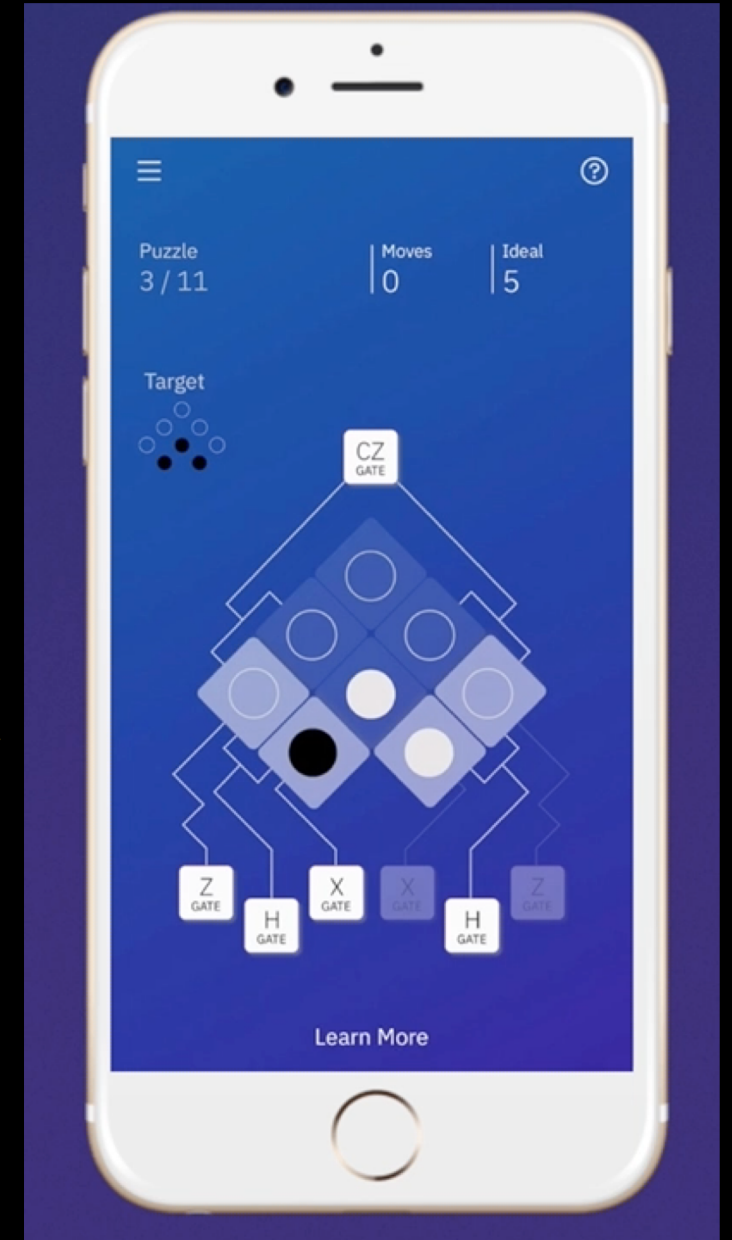 Puzzle
3 / 11
Moves
0
Ideal
5
Target
CZ
GATE
Z
GATE
H
GATE
X
GATE
X
GATE
H
GATE
Z
GATE
Learn More